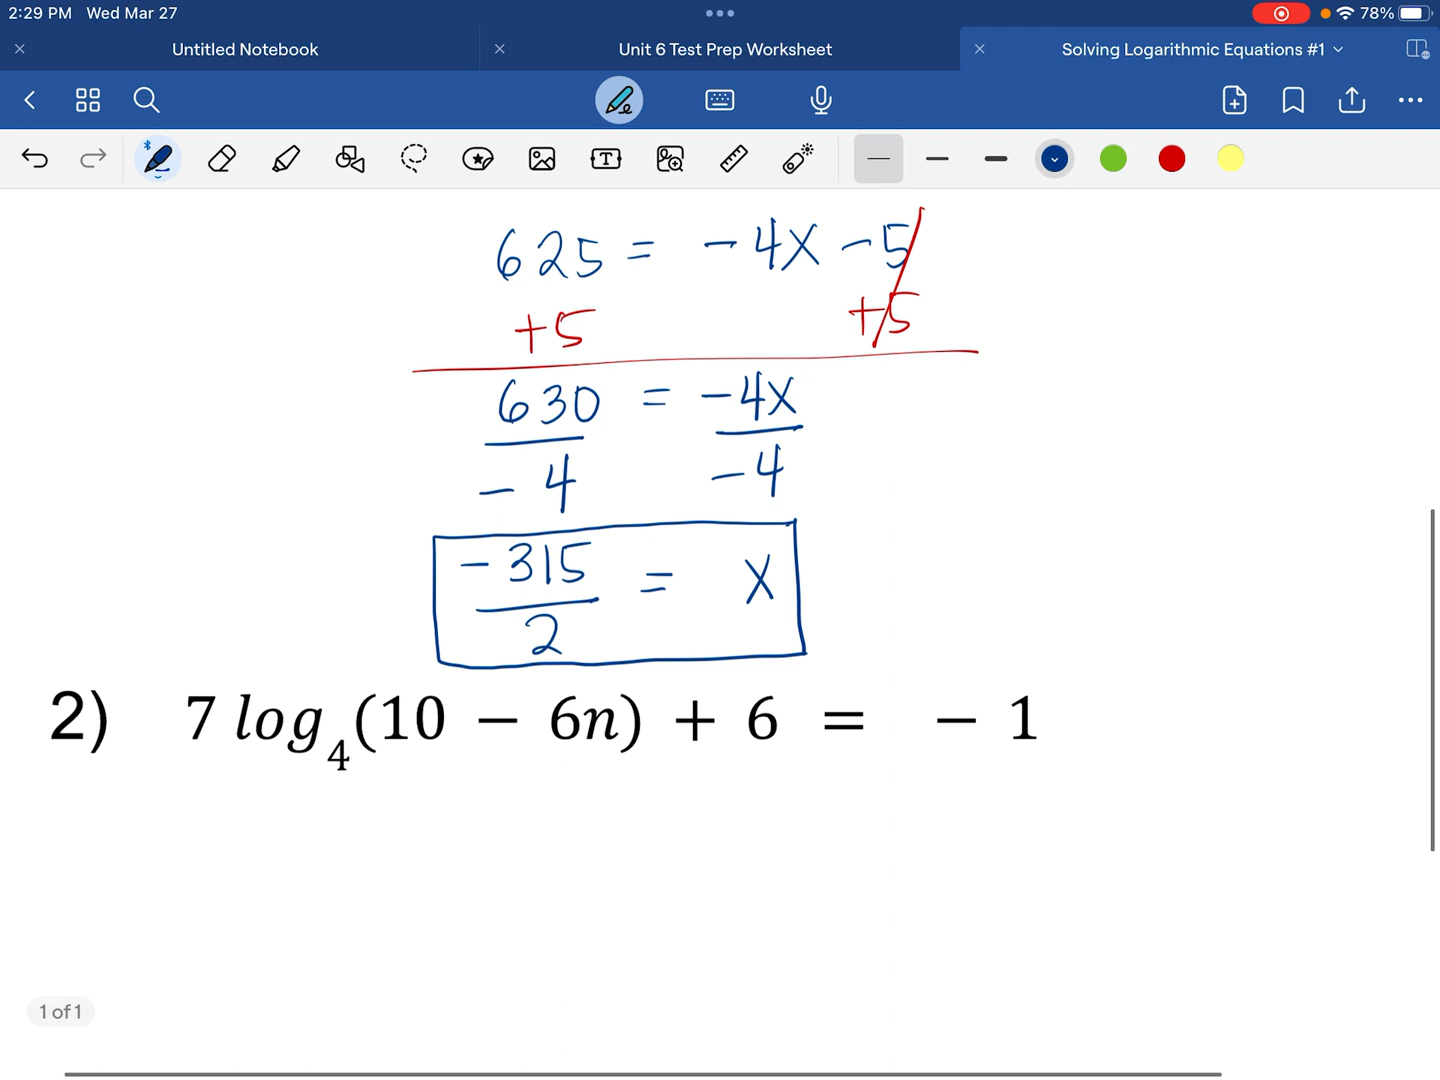 2:29 PM Wed Mar 27
78%
Untitled Notebook
Unit 6 Test Prep Worksheet
Solving Logarithmic Equations #1
625 = -4x -5
+5 +5
630 = -4x
-4 -4
-315 = x
2
2) 7 log₄(10 − 6n) + 6 = − 1
1 of 1